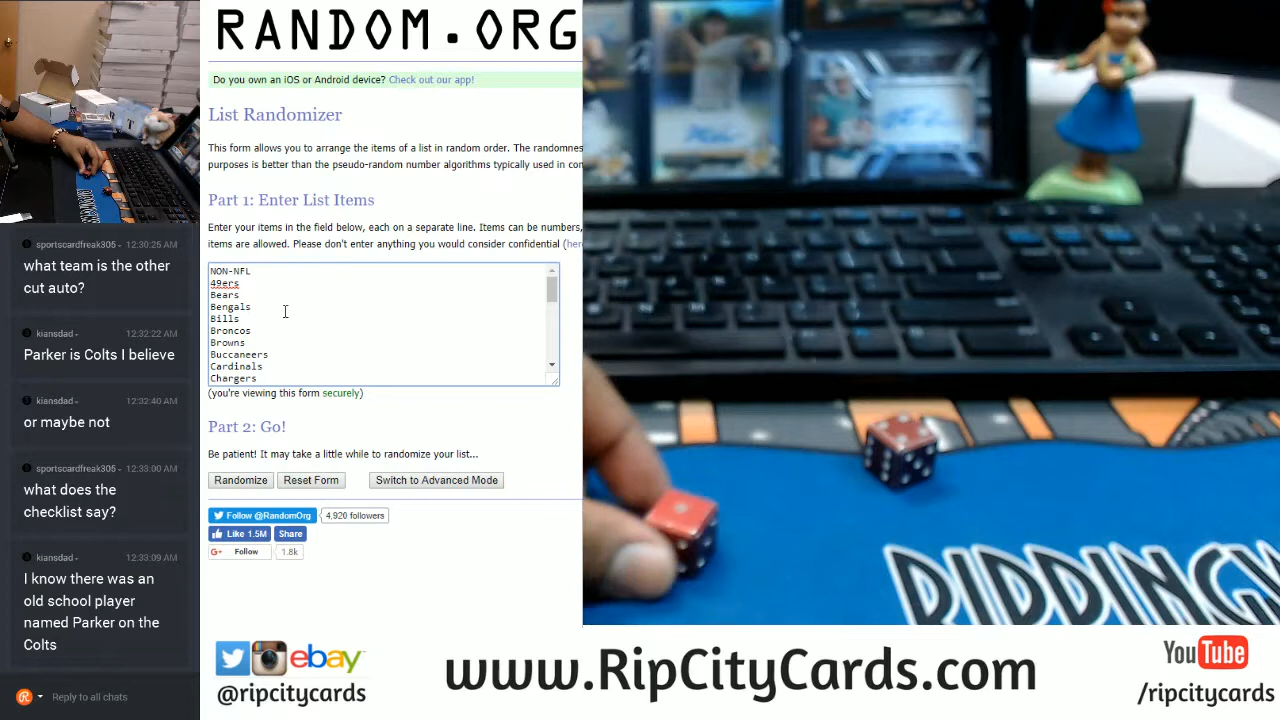 RANDOM.ORG
Do you own an iOS or Android device? Check out our app!
List Randomizer
This form allows you to arrange the items of a list in random order. The randomnes
purposes is better than the pseudo-random number algorithms typically used in con
Part 1: Enter List Items
Enter your items in the field below, each on a separate line. Items can be numbers,
items are allowed. Please don't enter anything you would consider confidential (her
NON-NFL
49ers
Bears
Bengals
Bills
Broncos
Browns
Buccaneers
Cardinals
Chargers
(you're viewing this form securely)
Part 2: Go!
Be patient! It may take a little while to randomize your list...
Randomize
Reset Form
Switch to Advanced Mode
Follow @RandomOrg
4,920 followers
Like 1.5M
Share
G+ Follow
1.8k
sportscardfreak305 - 12:30:25 AM
what team is the other
cut auto?
kiansdad - 12:32:22 AM
Parker is Colts I believe
kiansdad - 12:32:40 AM
or maybe not
sportscardfreak305 - 12:33:00 AM
what does the
checklist say?
kiansdad - 12:33:09 AM
I know there was an
old school player
named Parker on the
Colts
Reply to all chats
ebay
@ripcitycards
www.RipCityCards.com
YouTube
/ripcitycards